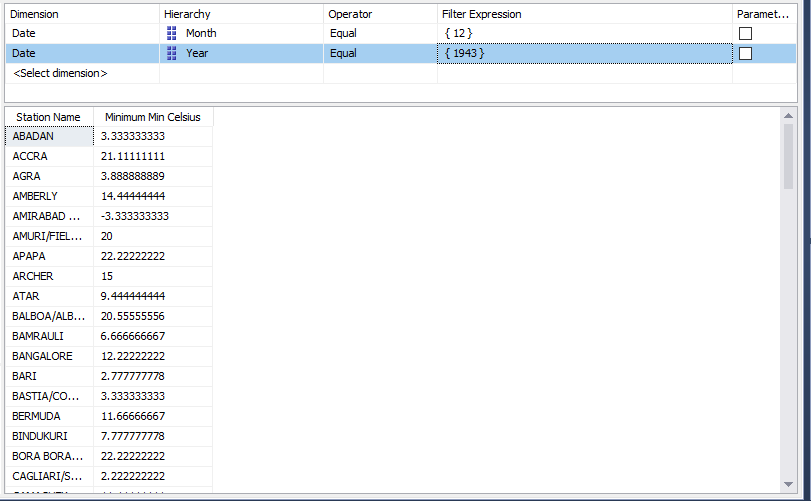 Dimension Hierarchy Operator Filter Expression Paramet...
Date Month Equal { 12 }
Date Year Equal { 1943 }
<Select dimension>
Station Name Minimum Min Celsius
ABADAN 3.333333333
ACCRA 21.11111111
AGRA 3.888888889
AMBERLY 14.44444444
AMIRABAD ... -3.333333333
AMURI/FIEL... 20
APAPA 22.22222222
ARCHER 15
ATAR 9.444444444
BALBOA/ALB... 20.55555556
BAMRAULI 6.666666667
BANGALORE 12.22222222
BARI 2.777777778
BASTIA/CO... 3.333333333
BERMUDA 11.66666667
BINDUKURI 7.777777778
BORA BORA... 22.22222222
CAGLIARI/S... 2.222222222